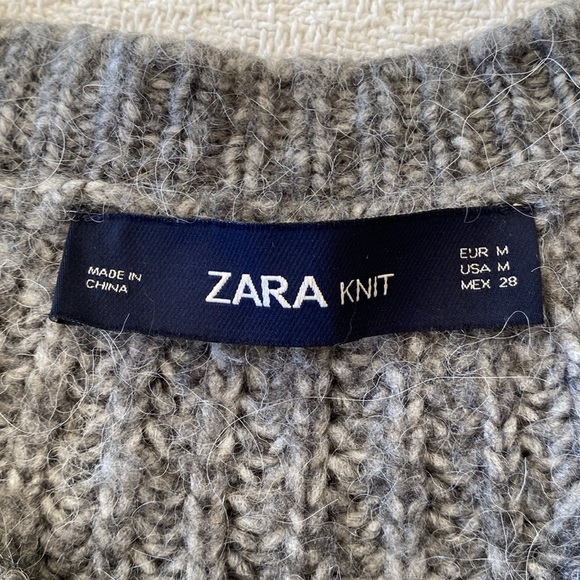 MADE IN
CHINA
ZARA KNIT
EUR M
USA M
MEX 28